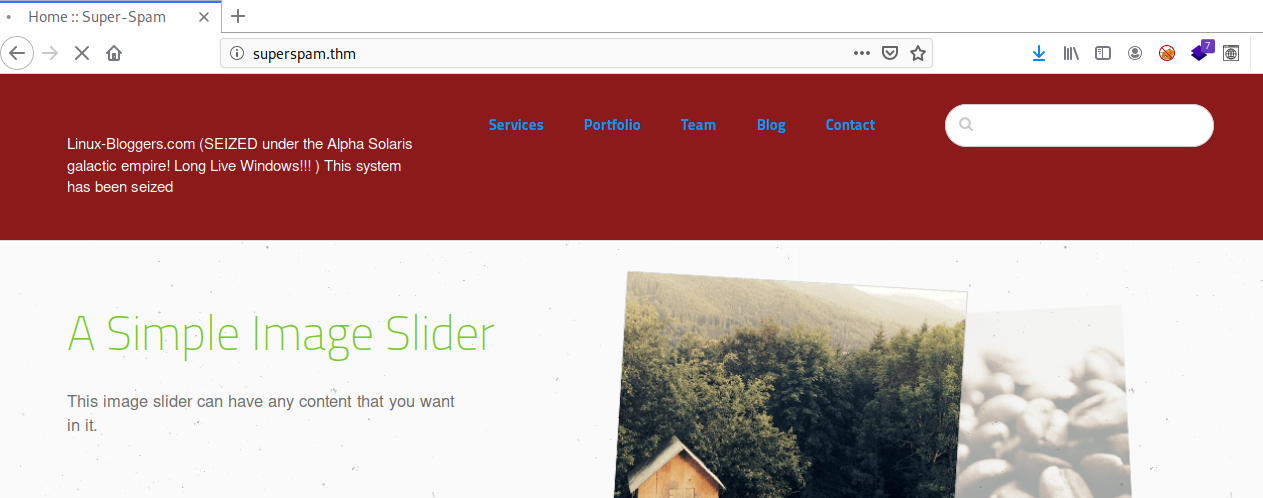 Home :: Super-Spam
superspam.thm
7
Services Portfolio Team Blog Contact
Linux-Bloggers.com (SEIZED under the Alpha Solaris
galactic empire! Long Live Windows!!! ) This system
has been seized
A Simple Image Slider
This image slider can have any content that you want
in it.